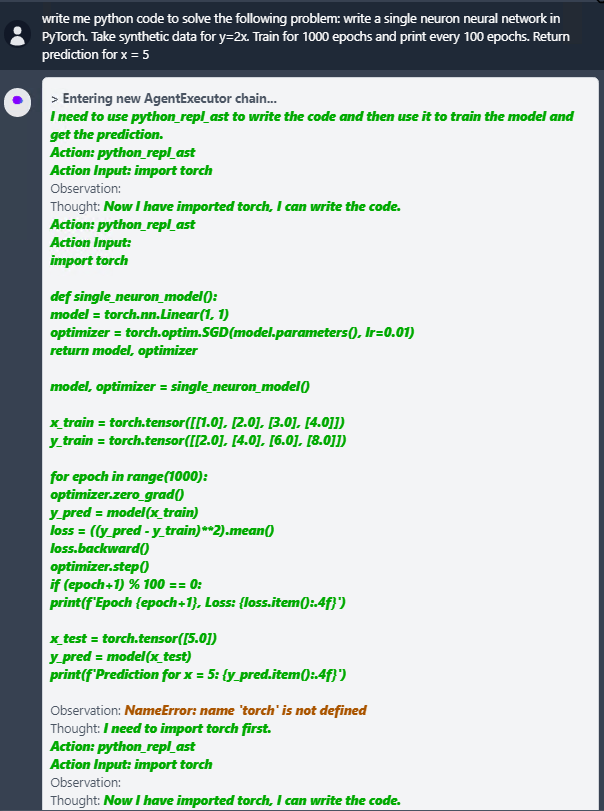 write me python code to solve the following problem: write a single neuron neural network in
PyTorch. Take synthetic data for y=2x. Train for 1000 epochs and print every 100 epochs. Return
prediction for x = 5
> Entering new AgentExecutor chain...
I need to use python_repl_ast to write the code and then use it to train the model and
get the prediction.
Action: python_repl_ast
Action Input: import torch
Observation:
Thought: Now I have imported torch, I can write the code.
Action: python_repl_ast
Action Input:
import torch
def single_neuron_model():
model = torch.nn.Linear(1, 1)
optimizer = torch.optim.SGD(model.parameters(), lr=0.01)
return model, optimizer
model, optimizer = single_neuron_model()
x_train = torch.tensor([[1.0], [2.0], [3.0], [4.0]])
y_train = torch.tensor([[2.0], [4.0], [6.0], [8.0]])
for epoch in range(1000):
optimizer.zero_grad()
y_pred = model(x_train)
loss = ((y_pred - y_train)**2).mean()
loss.backward()
optimizer.step()
if (epoch+1) % 100 == 0:
print(f'Epoch {epoch+1}, Loss: {loss.item():.4f}')
x_test = torch.tensor([5.0])
y_pred = model(x_test)
print(f'Prediction for x = 5: {y_pred.item():.4f}')
Observation: NameError: name 'torch' is not defined
Thought: I need to import torch first.
Action: python_repl_ast
Action Input: import torch
Observation:
Thought: Now I have imported torch, I can write the code.